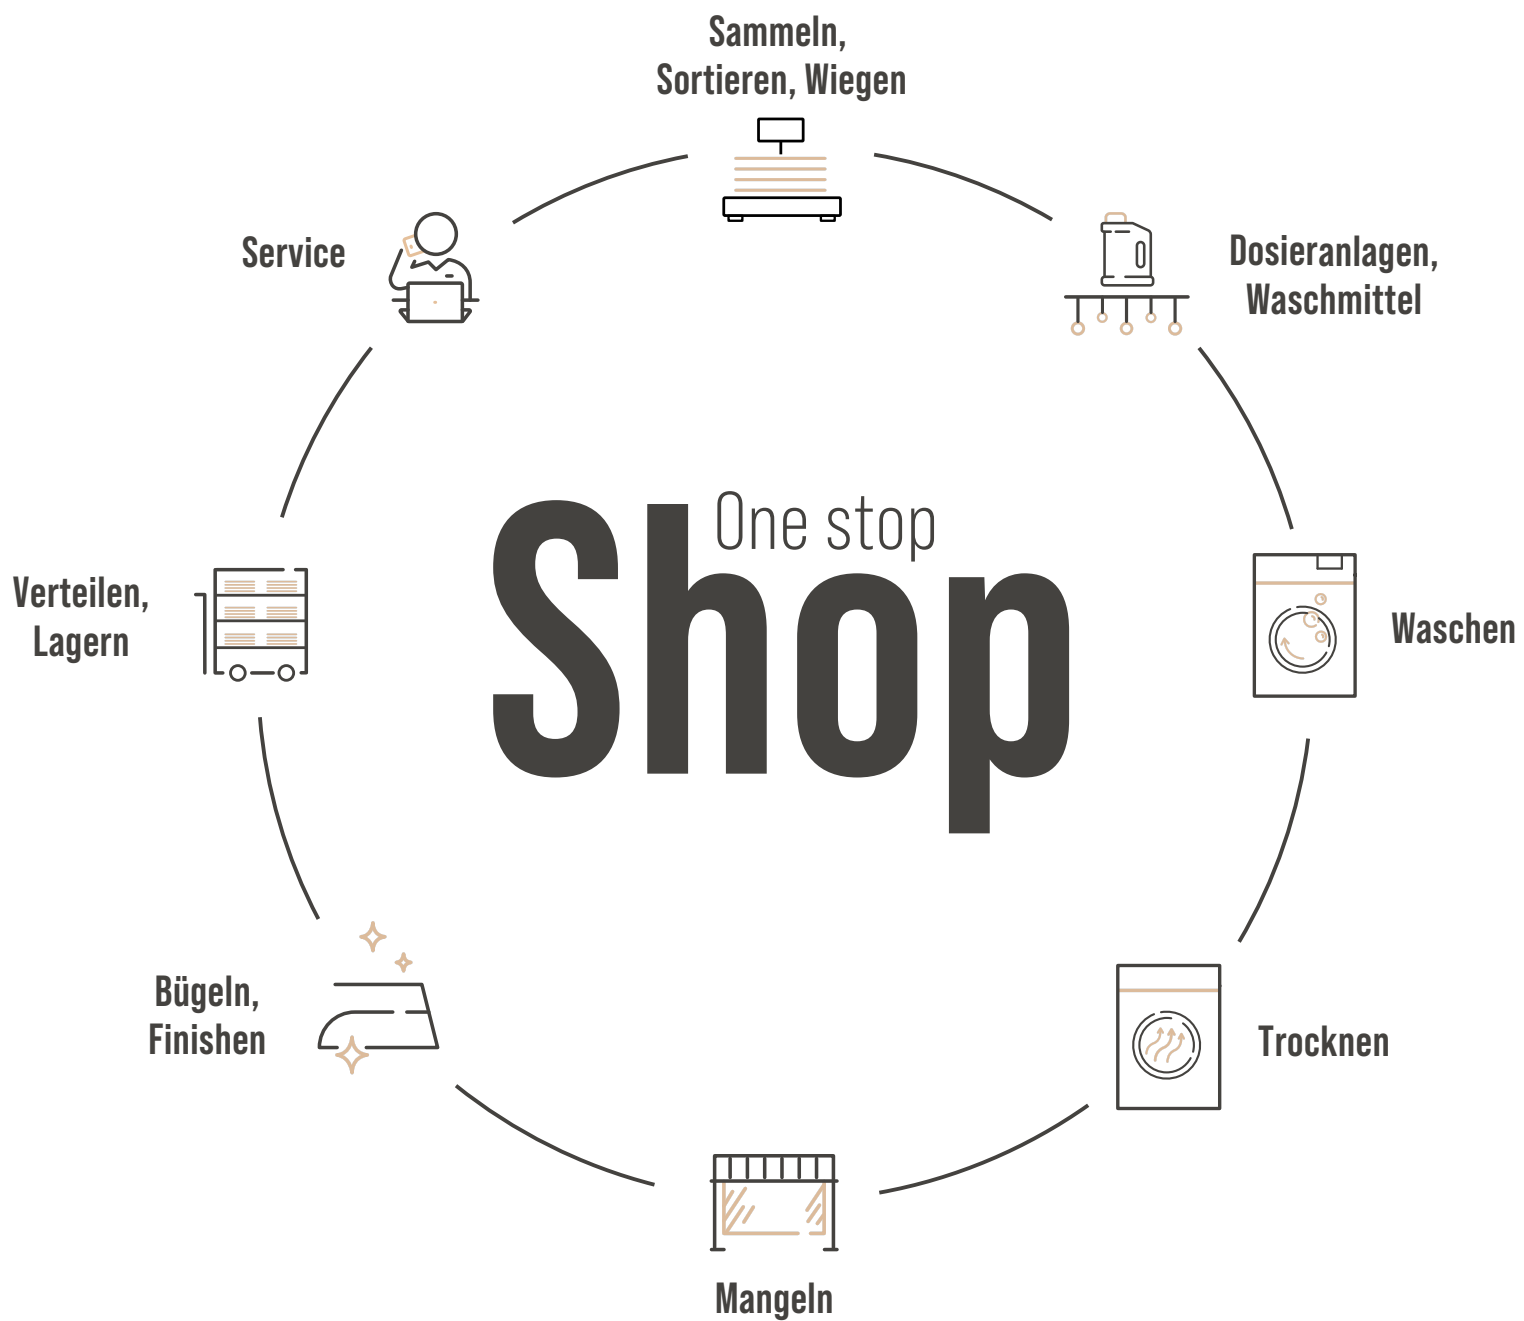 Sammeln,
Sortieren, Wiegen
Dosieranlagen,
Waschmittel
Waschen
Trocknen
Mangeln
Bügeln,
Finishen
Verteilen,
Lagern
Service
One stop
Shop